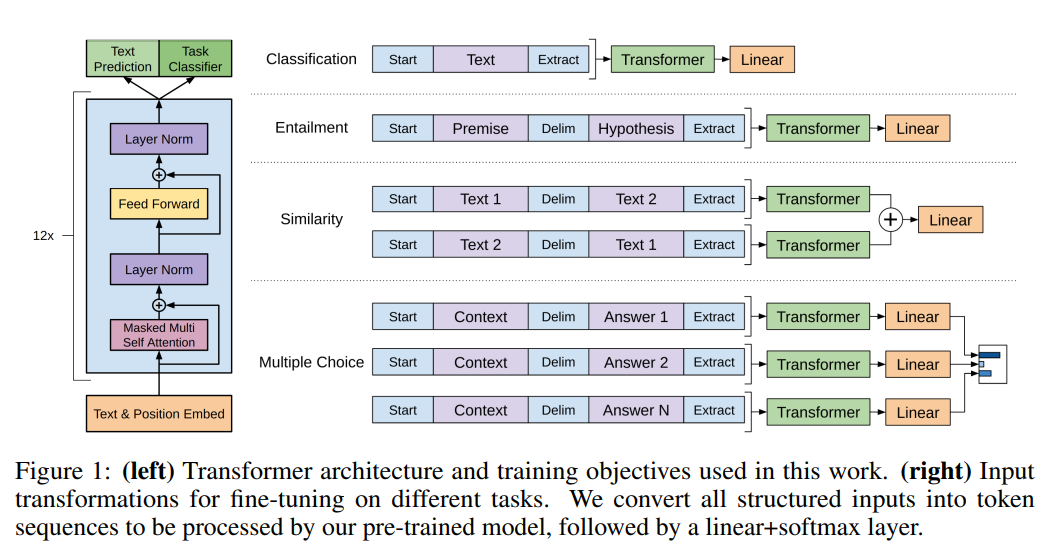 Text
Prediction
Task
Classifier
12x
Layer Norm
+
Feed Forward
Layer Norm
+
Masked Multi
Self Attention
Text & Position Embed
Classification
Start Text Extract Transformer Linear
Entailment
Start Premise Delim Hypothesis Extract Transformer Linear
Similarity
Start Text 1 Delim Text 2 Extract Transformer
+ Linear
Start Text 2 Delim Text 1 Extract Transformer
Multiple Choice
Start Context Delim Answer 1 Extract Transformer Linear
Start Context Delim Answer 2 Extract Transformer Linear
Start Context Delim Answer N Extract Transformer Linear
Figure 1: (left) Transformer architecture and training objectives used in this work. (right) Input
transformations for fine-tuning on different tasks. We convert all structured inputs into token
sequences to be processed by our pre-trained model, followed by a linear+softmax layer.